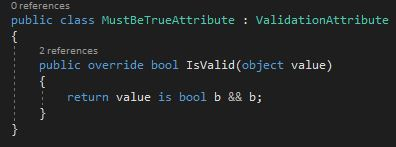 0 references
public class MustBeTrueAttribute : ValidationAttribute
{
2 references
public override bool IsValid(object value)
{
return value is bool b && b;
}
}